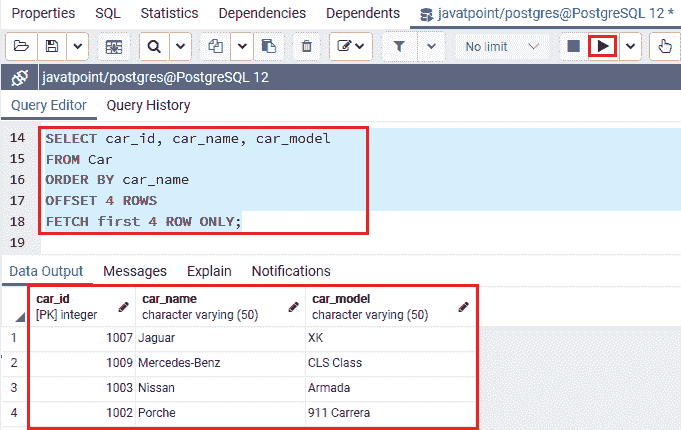 Properties SQL Statistics Dependencies Dependents javatpoint/postgres@PostgreSQL 12 *
No limit
javatpoint/postgres@PostgreSQL 12
Query Editor Query History
14 SELECT car_id, car_name, car_model
15 FROM Car
16 ORDER BY car_name
17 OFFSET 4 ROWS
18 FETCH first 4 ROW ONLY;
19
Data Output Messages Explain Notifications
car_id car_name car_model
[PK] integer character varying (50) character varying (50)
1 1007 Jaguar XK
2 1009 Mercedes-Benz CLS Class
3 1003 Nissan Armada
4 1002 Porche 911 Carrera